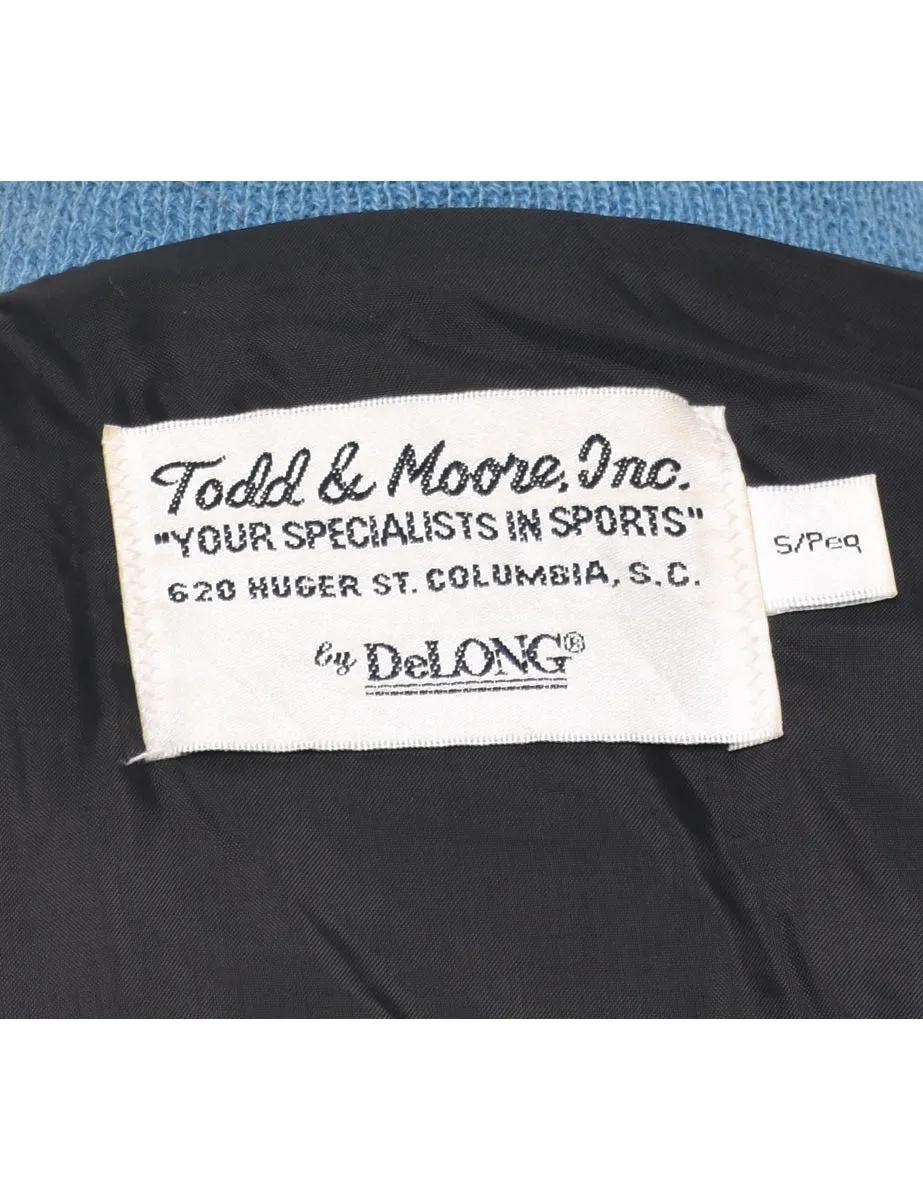 Todd & Moore, Inc.
"YOUR SPECIALISTS IN SPORTS"
620 HUGER ST. COLUMBIA, S.C.
by DeLONG®
S/Peq